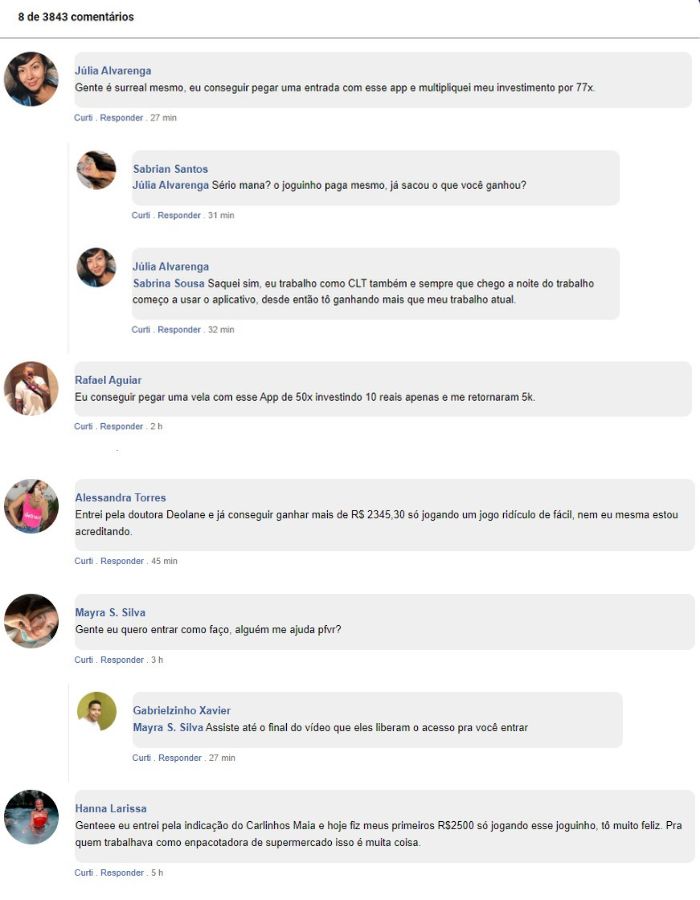 8 de 3843 comentários
Júlia Alvarenga
Gente é surreal mesmo, eu conseguir pegar uma entrada com esse app e multipliquei meu investimento por 77x.
Curti . Responder . 27 min
Sabrian Santos
Júlia Alvarenga Sério mana? o joguinho paga mesmo, já sacou o que você ganhou?
Curti . Responder . 31 min
Júlia Alvarenga
Sabrina Sousa Saquei sim, eu trabalho como CLT também e sempre que chego a noite do trabalho
começo a usar o aplicativo, desde então tô ganhando mais que meu trabalho atual.
Curti . Responder . 32 min
Rafael Aguiar
Eu conseguir pegar uma vela com esse App de 50x investindo 10 reais apenas e me retornaram 5k.
Curti . Responder . 2 h
Alessandra Torres
Entrei pela doutora Deolane e já conseguir ganhar mais de R$ 2345,30 só jogando um jogo ridículo de fácil, nem eu mesma estou
acreditando.
Curti . Responder . 45 min
Mayra S. Silva
Gente eu quero entrar como faço, alguém me ajuda pfvr?
Curti . Responder . 3 h
Gabrielzinho Xavier
Mayra S. Silva Assiste até o final do vídeo que eles liberam o acesso pra você entrar
Curti . Responder . 27 min
Hanna Larissa
Genteee eu entrei pela indicação do Carlinhos Maia e hoje fiz meus primeiros R$2500 só jogando esse joguinho, tô muito feliz. Pra
quem trabalhava como enpacotadora de supermercado isso é muita coisa.
Curti . Responder . 5 h